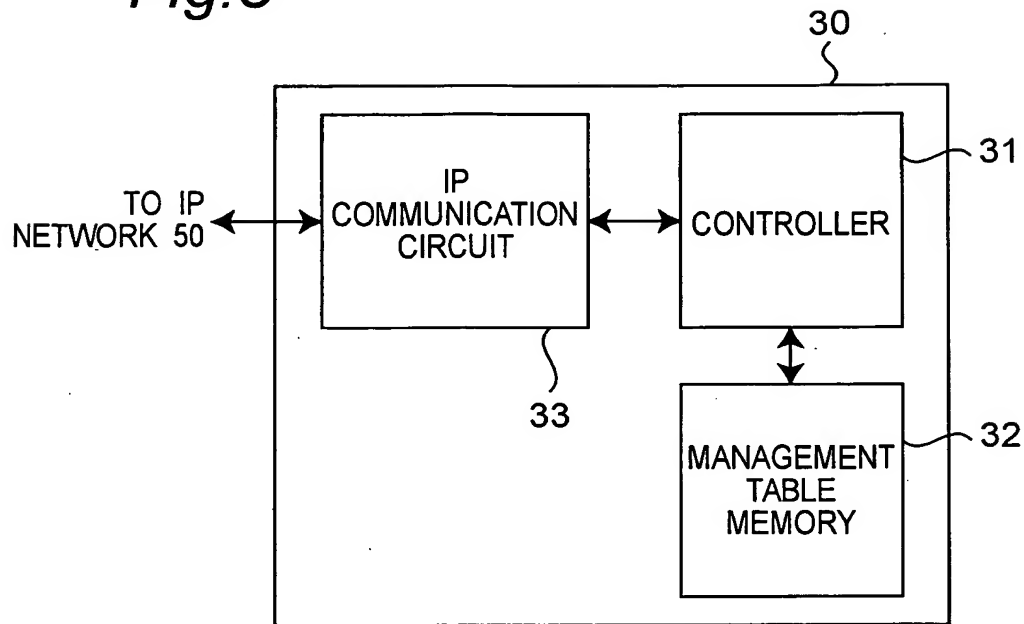 30
IP
COMMUNICATION
CIRCUIT
31
CONTROLLER
TO IP
NETWORK 50
33
32
MANAGEMENT
TABLE
MEMORY